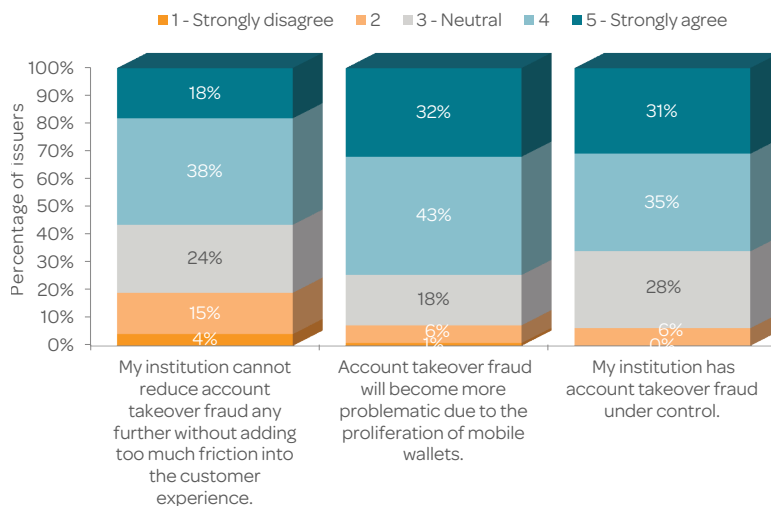 1 - Strongly disagree 2 3 - Neutral 4 5 - Strongly agree
Percentage of issuers
100%
90%
80%
70%
60%
50%
40%
30%
20%
10%
0%
18%
38%
24%
15%
4%
32%
43%
18%
6%
1%
31%
35%
28%
6%
0%
My institution cannot
reduce account
takeover fraud any
further without adding
too much friction into
the customer
experience.
Account takeover fraud
will become more
problematic due to the
proliferation of mobile
wallets.
My institution has
account takeover fraud
under control.